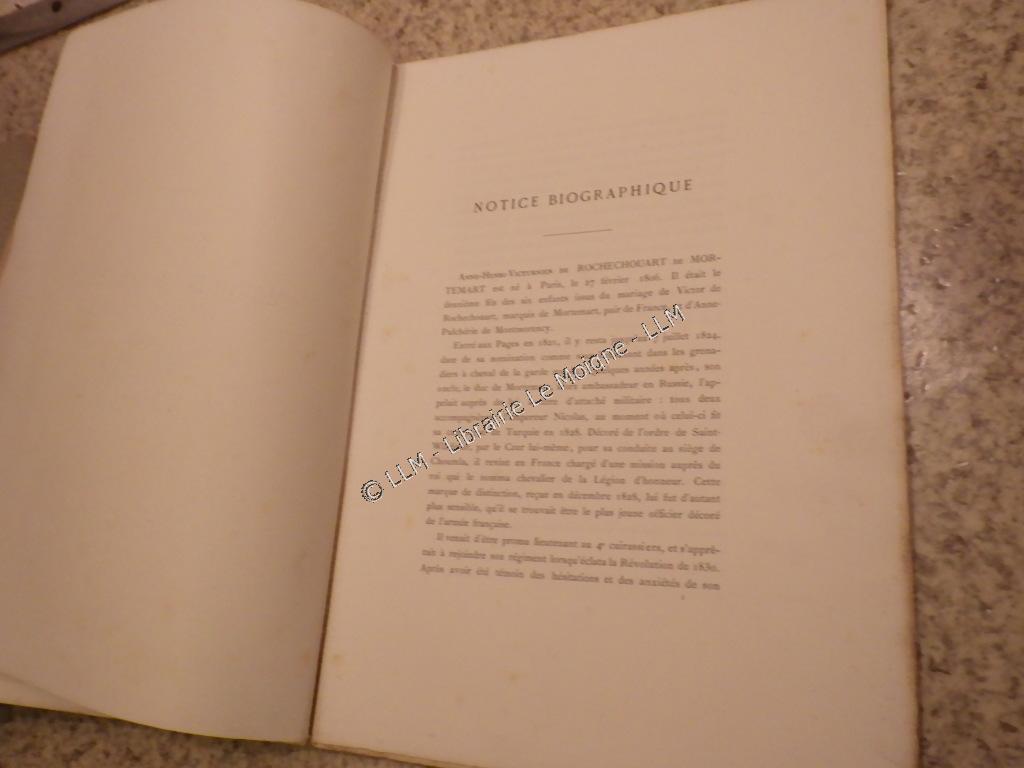 NOTICE BIOGRAPHIQUE
ANNE-HENRI-VICTURNIEN DE ROCHECHOUART DE MOR-
TEMART est né à Paris, le 27 février 1806. Il était le
deuxième fils des six enfants issus du mariage de Victor de
Rochechouart, marquis de Mortemart, pair de France, et d'Anne-
Pulchérie de Montmorency.
Entré aux Pages en 1821, il y resta juillet 1824,
date de sa nomination comme dans les grena-
diers à cheval de la garde années après, son
oncle, le duc de ambassadeur en Russie, l'ap-
pelait auprès de d'attaché militaire : tous deux
Nicolas, au moment où celui-ci fit
sa de Turquie en 1828. Décoré de l'ordre de Saint-
par le Czar lui-même, pour sa conduite au siège de
Choumla, il revint en France chargé d'une mission auprès du
roi qui le nomma chevalier de la Légion d'honneur. Cette
marque de distinction, reçue en décembre 1828, lui fut d'autant
plus sensible, qu'il se trouvait être le plus jeune officier décoré
de l'armée française.
Il venait d'être promu lieutenant au 4e cuirassiers, et s'apprê-
tait à rejoindre son régiment lorsqu'éclata la Révolution de 1830.
Après avoir été témoin des hésitations et des anxiétés de son
© LLM - Librairie Le Moigne - LLM